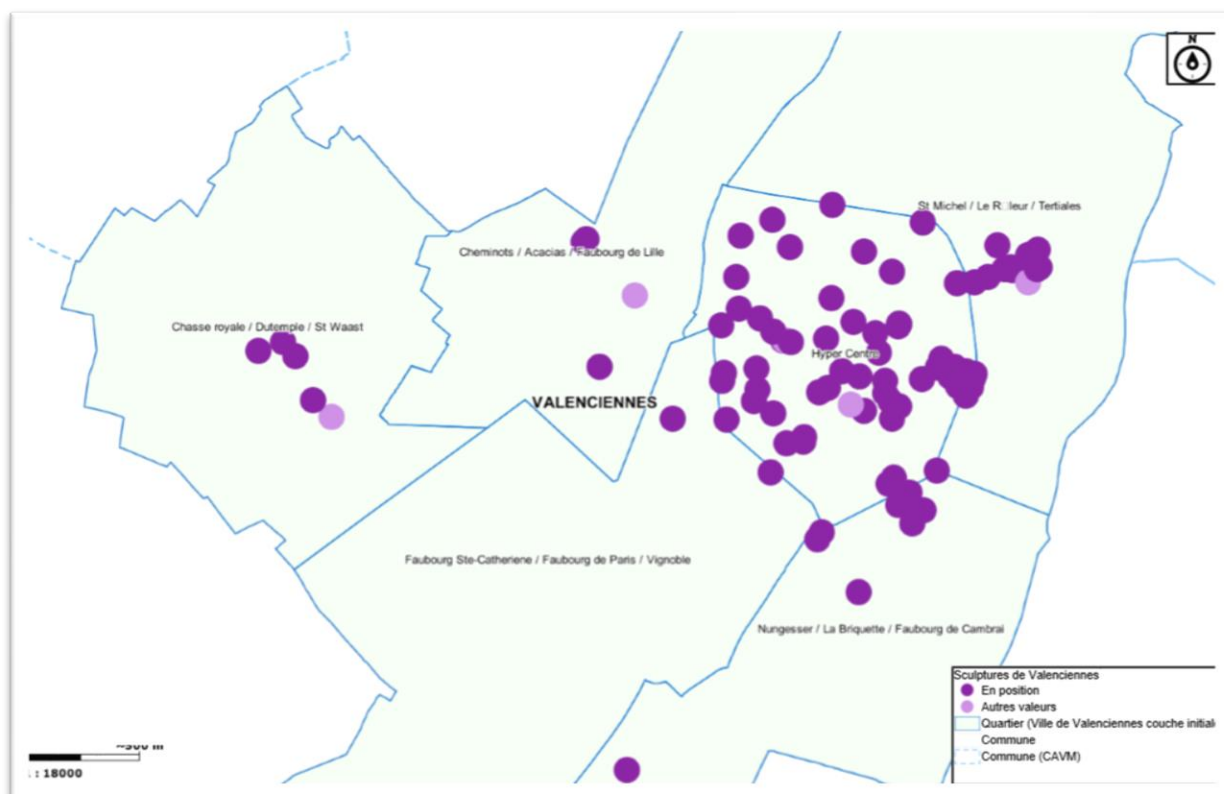 N
St Michel / Le R□leur / Tertiales
Cheminots / Acacias / Faubourg de Lille
Chasse royale / Dutemple / St Waast
Hyper Centre
VALENCIENNES
Faubourg Ste-Catheriene / Faubourg de Paris / Vignoble
Nungesser / La Briquette / Faubourg de Cambrai
Sculptures de Valenciennes
En position
Autres valeurs
Quartier (Ville de Valenciennes couche initiale
Commune
Commune (CAVM)
~500 m
: 18000